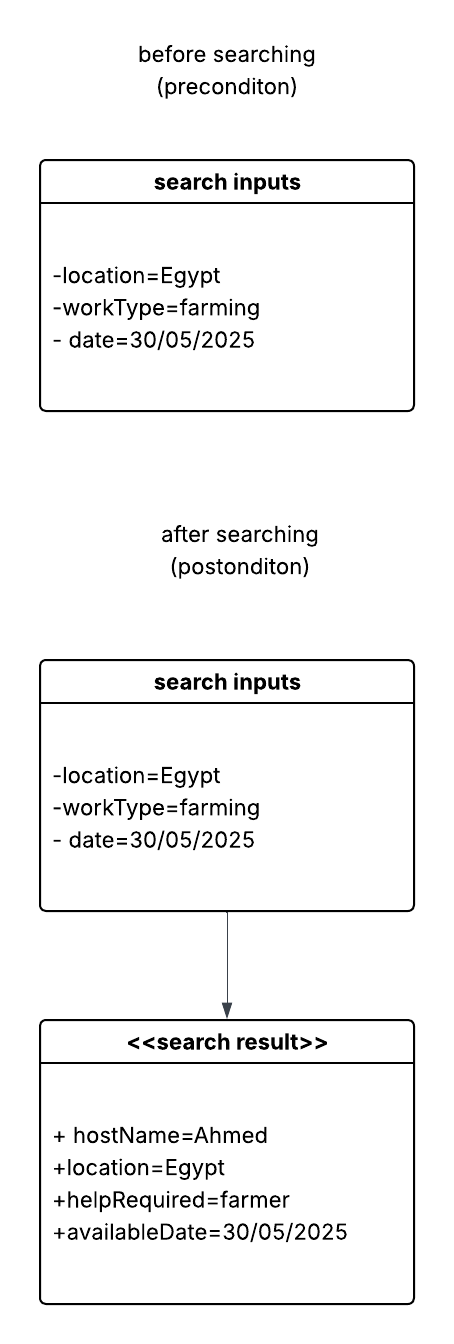 before searching
(preconditon)
search inputs
-location=Egypt
-workType=farming
- date=30/05/2025
after searching
(postonditon)
search inputs
-location=Egypt
-workType=farming
- date=30/05/2025
<<search result>>
+ hostName=Ahmed
+location=Egypt
+helpRequired=farmer
+availableDate=30/05/2025